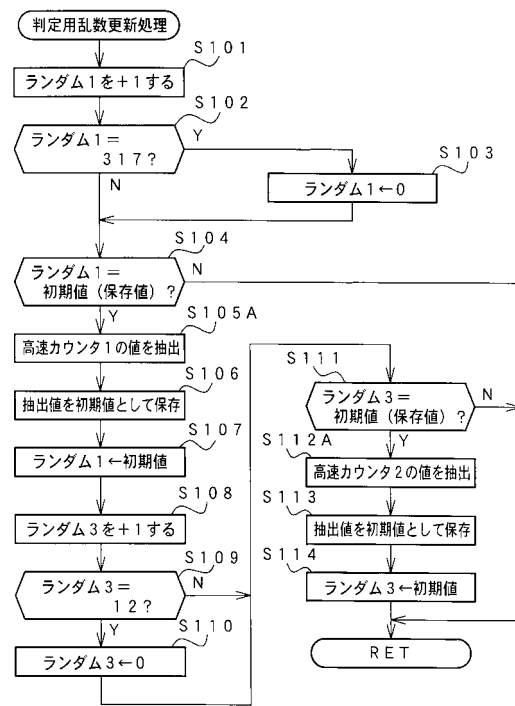 判定用乱数更新処理
S101
ランダム1を+1する
S102
ランダム1=
317?
Y
N
S103
ランダム1←0
S104
ランダム1=
初期値(保存値)?
N
Y
S105A
高速カウンタ1の値を抽出
S106
抽出値を初期値として保存
S107
ランダム1←初期値
S108
ランダム3を+1する
S109
ランダム3=
12?
N
Y
S110
ランダム3←0
S111
ランダム3=
初期値(保存値)?
N
Y
S112A
高速カウンタ2の値を抽出
S113
抽出値を初期値として保存
S114
ランダム3←初期値
RET